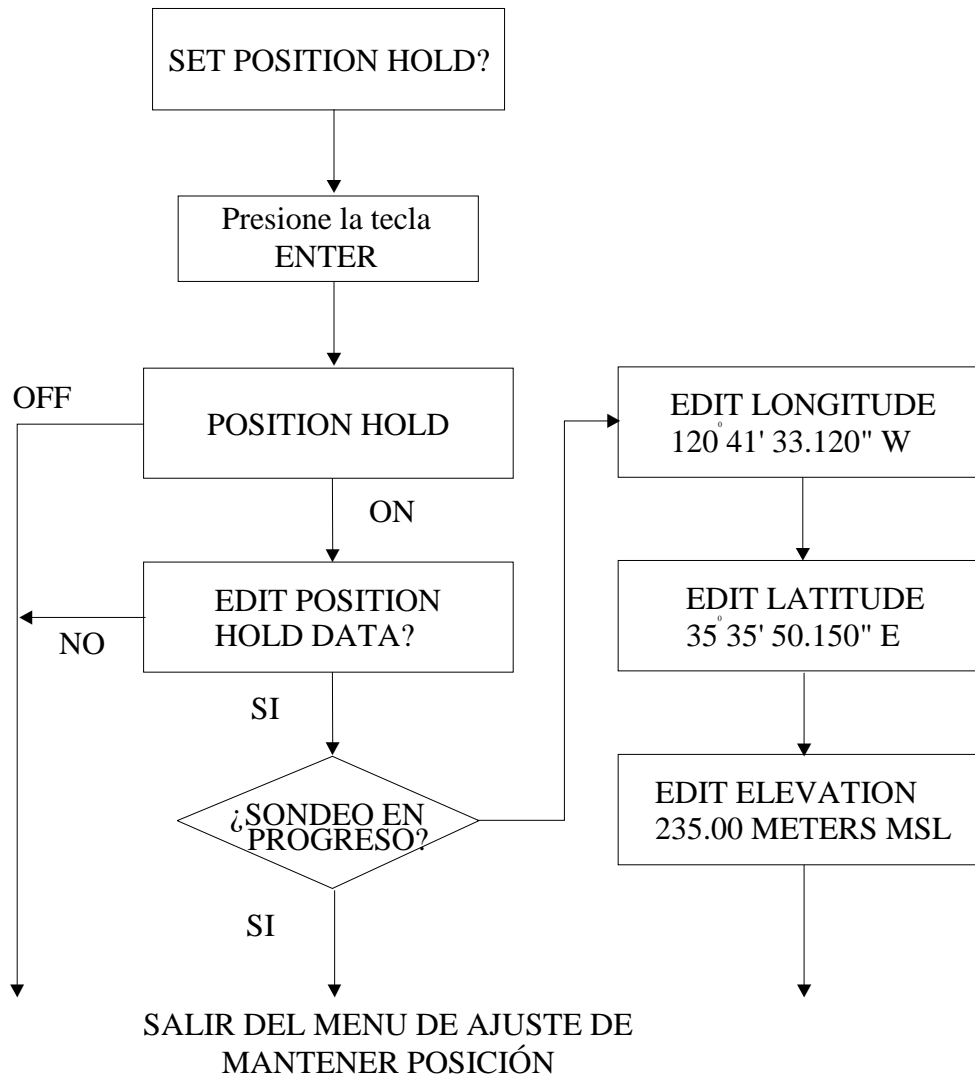 SET POSITION HOLD?
Presione la tecla
ENTER
OFF
POSITION HOLD
ON
EDIT POSITION
HOLD DATA?
NO
SI
¿SONDEO EN
PROGRESO?
SI
EDIT LONGITUDE
120° 41' 33.120" W
EDIT LATITUDE
35° 35' 50.150" E
EDIT ELEVATION
235.00 METERS MSL
SALIR DEL MENU DE AJUSTE DE
MANTENER POSICIÓN